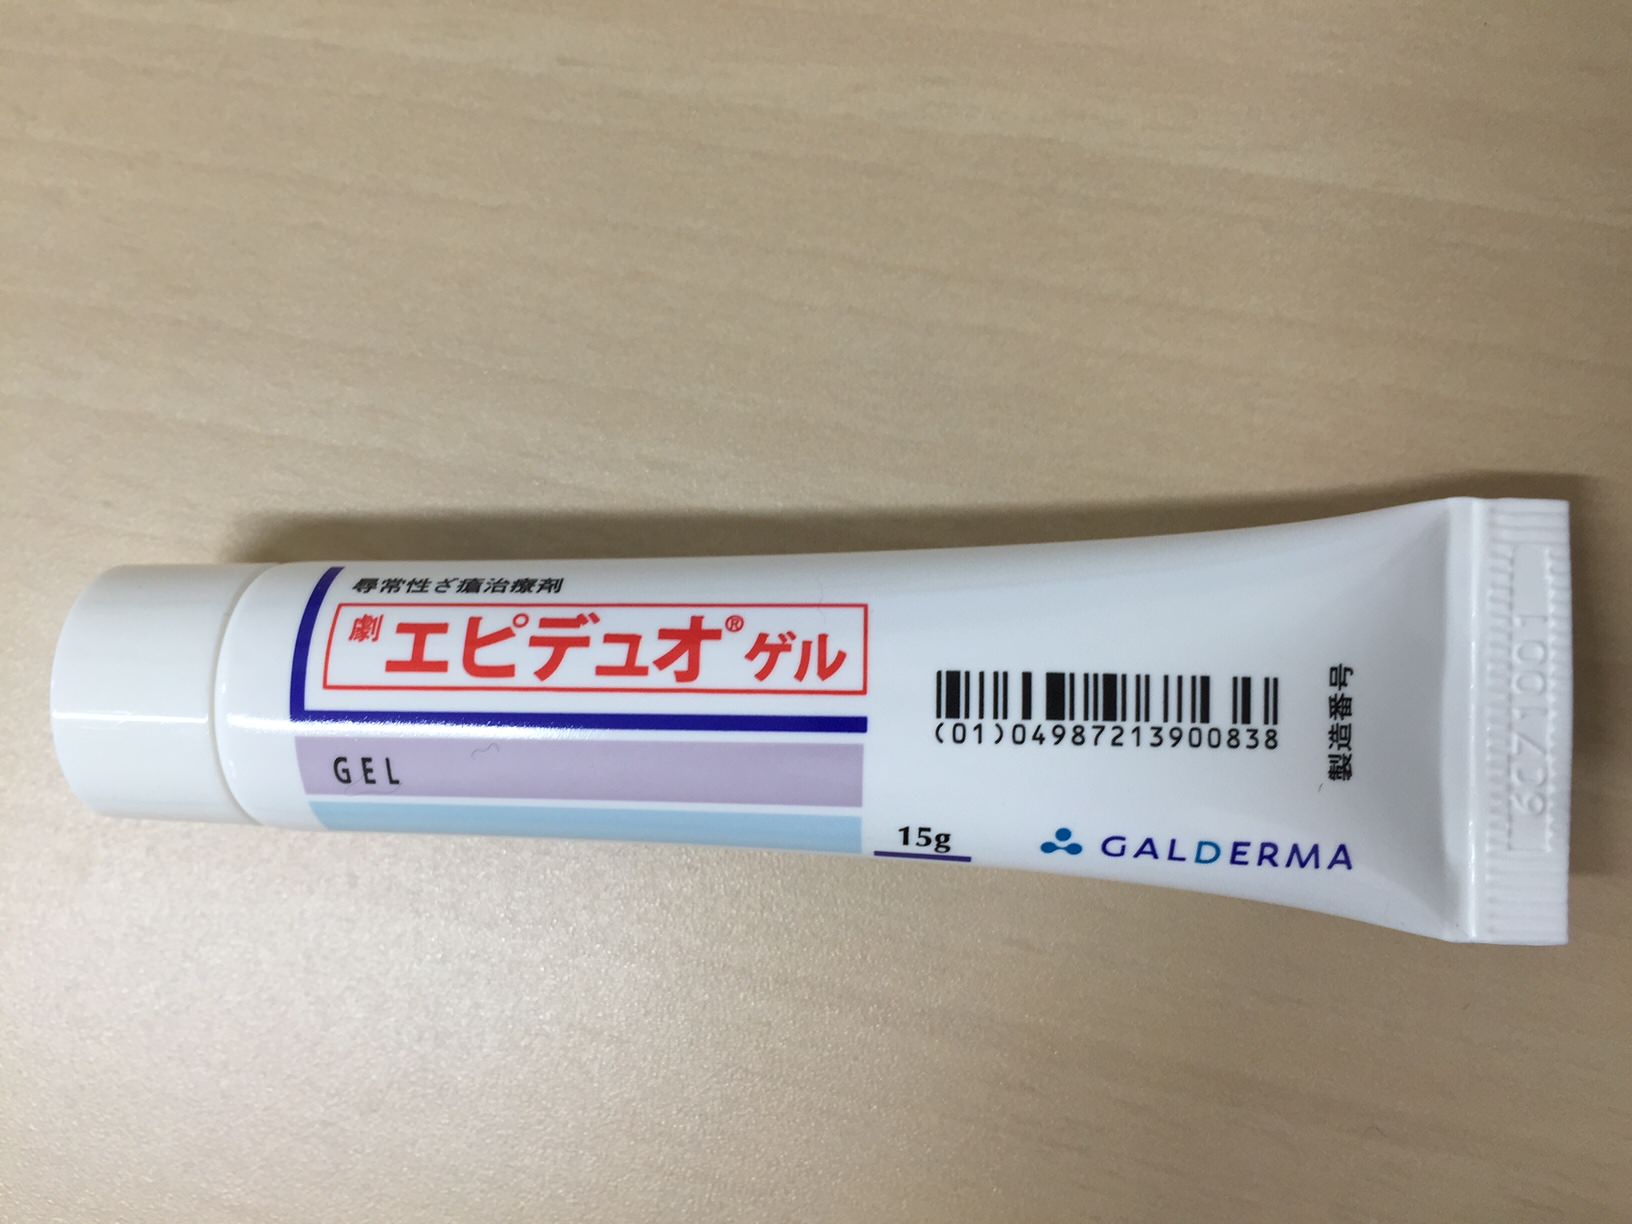 尋常性ざ瘡治療剤
劇 エピデュオ® ゲル
GEL
15g
(01)04987213900838
GALDERMA
製造番号